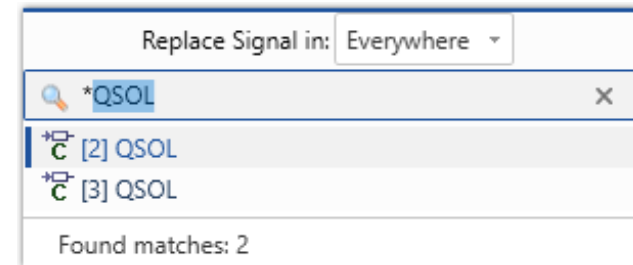 Replace Signal in: Everywhere
*QSOL
[2] QSOL
[3] QSOL
Found matches: 2